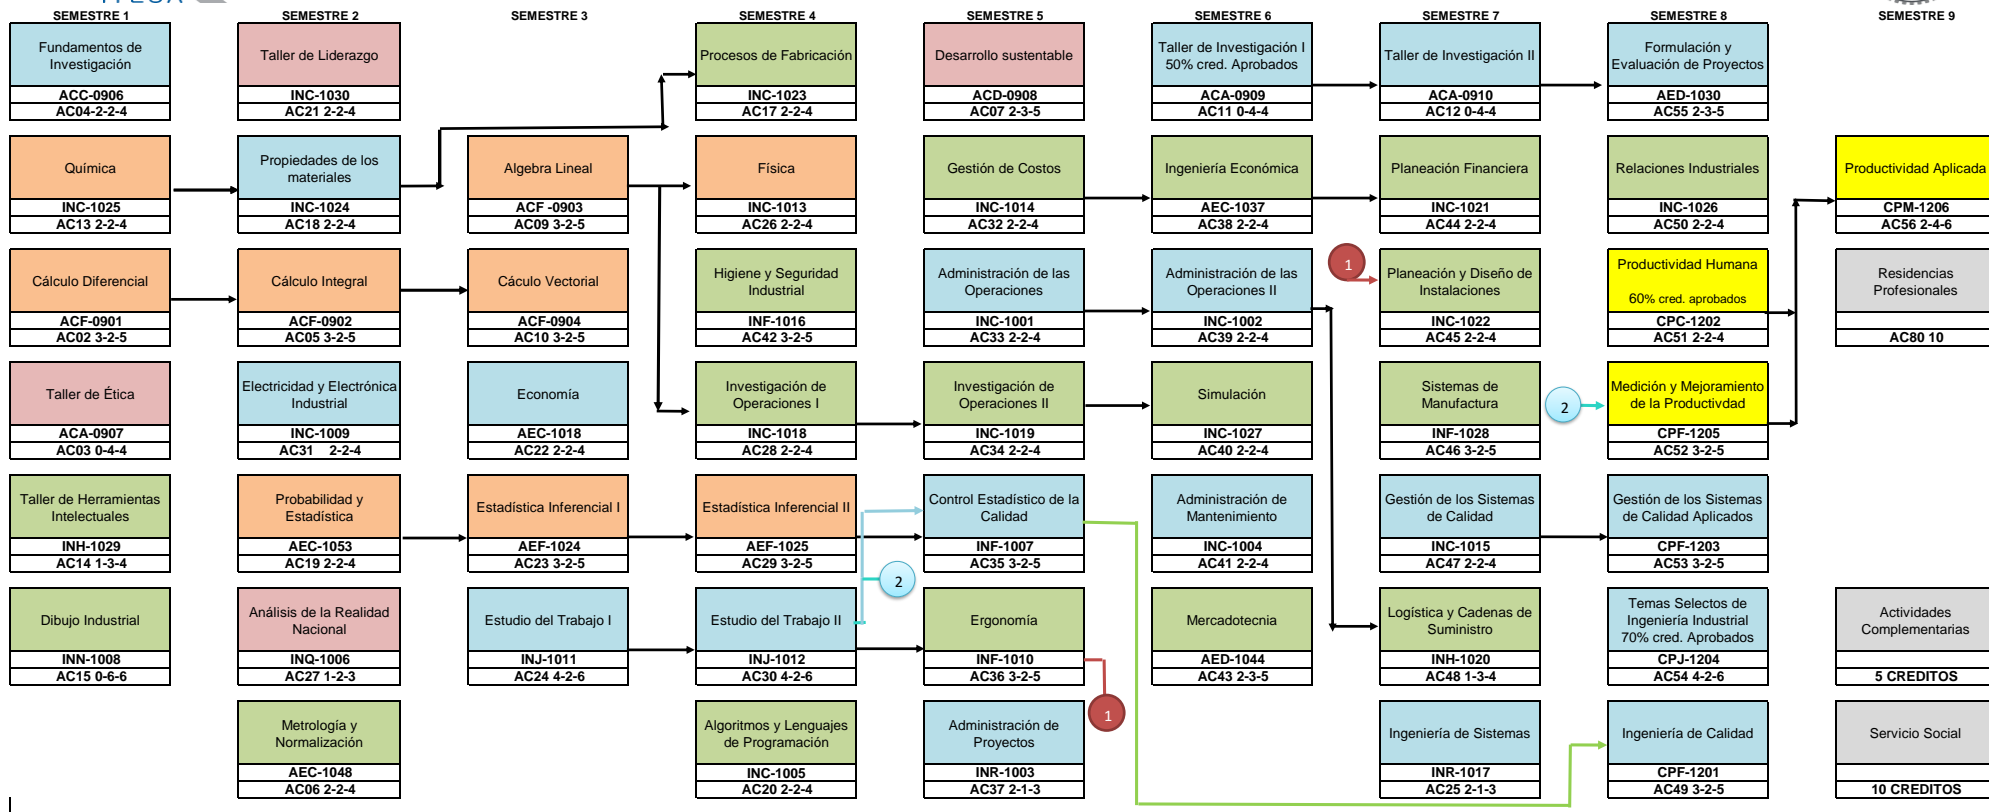 ITESA
SEMESTRE 1
SEMESTRE 2
SEMESTRE 3
SEMESTRE 4
SEMESTRE 5
SEMESTRE 6
SEMESTRE 7
SEMESTRE 8
SEMESTRE 9
Fundamentos de
Investigación
ACC-0906
AC04-2-2-4
Taller de Liderazgo
INC-1030
AC21 2-2-4
Procesos de Fabricación
INC-1023
AC17 2-2-4
Desarrollo sustentable
ACD-0908
AC07 2-3-5
Taller de Investigación I
50% cred. Aprobados
ACA-0909
AC11 0-4-4
Taller de Investigación II
ACA-0910
AC12 0-4-4
Formulación y
Evaluación de Proyectos
AED-1030
AC55 2-3-5
Química
INC-1025
AC13 2-2-4
Propiedades de los
materiales
INC-1024
AC18 2-2-4
Algebra Lineal
ACF -0903
AC09 3-2-5
Física
INC-1013
AC26 2-2-4
Gestión de Costos
INC-1014
AC32 2-2-4
Ingeniería Económica
AEC-1037
AC38 2-2-4
Planeación Financiera
INC-1021
AC44 2-2-4
Relaciones Industriales
INC-1026
AC50 2-2-4
Productividad Aplicada
CPM-1206
AC56 2-4-6
Cálculo Diferencial
ACF-0901
AC02 3-2-5
Cálculo Integral
ACF-0902
AC05 3-2-5
Cáculo Vectorial
ACF-0904
AC10 3-2-5
Higiene y Seguridad
Industrial
INF-1016
AC42 3-2-5
Administración de las
Operaciones
INC-1001
AC33 2-2-4
Administración de las
Operaciones II
INC-1002
AC39 2-2-4
1
Planeación y Diseño de
Instalaciones
INC-1022
AC45 2-2-4
Productividad Humana
60% cred. aprobados
CPC-1202
AC51 2-2-4
Residencias
Profesionales
AC80 10
Taller de Ética
ACA-0907
AC03 0-4-4
Electricidad y Electrónica
Industrial
INC-1009
AC31 2-2-4
Economía
AEC-1018
AC22 2-2-4
Investigación de
Operaciones I
INC-1018
AC28 2-2-4
Investigación de
Operaciones II
INC-1019
AC34 2-2-4
Simulación
INC-1027
AC40 2-2-4
Sistemas de
Manufactura
INF-1028
AC46 3-2-5
2
Medición y Mejoramiento
de la Productivdad
CPF-1205
AC52 3-2-5
Taller de Herramientas
Intelectuales
INH-1029
AC14 1-3-4
Probabilidad y
Estadística
AEC-1053
AC19 2-2-4
Estadística Inferencial I
AEF-1024
AC23 3-2-5
Estadística Inferencial II
AEF-1025
AC29 3-2-5
2
Control Estadístico de la
Calidad
INF-1007
AC35 3-2-5
Administración de
Mantenimiento
INC-1004
AC41 2-2-4
Gestión de los Sistemas
de Calidad
INC-1015
AC47 2-2-4
Gestión de los Sistemas
de Calidad Aplicados
CPF-1203
AC53 3-2-5
Dibujo Industrial
INN-1008
AC15 0-6-6
Análisis de la Realidad
Nacional
INQ-1006
AC27 1-2-3
Estudio del Trabajo I
INJ-1011
AC24 4-2-6
Estudio del Trabajo II
INJ-1012
AC30 4-2-6
Ergonomía
INF-1010
AC36 3-2-5
1
Mercadotecnia
AED-1044
AC43 2-3-5
Logística y Cadenas de
Suministro
INH-1020
AC48 1-3-4
Temas Selectos de
Ingeniería Industrial
70% cred. Aprobados
CPJ-1204
AC54 4-2-6
Actividades
Complementarias
5 CREDITOS
Metrología y
Normalización
AEC-1048
AC06 2-2-4
Algoritmos y Lenguajes
de Programación
INC-1005
AC20 2-2-4
Administración de
Proyectos
INR-1003
AC37 2-1-3
Ingeniería de Sistemas
INR-1017
AC25 2-1-3
Ingeniería de Calidad
CPF-1201
AC49 3-2-5
Servicio Social
10 CREDITOS